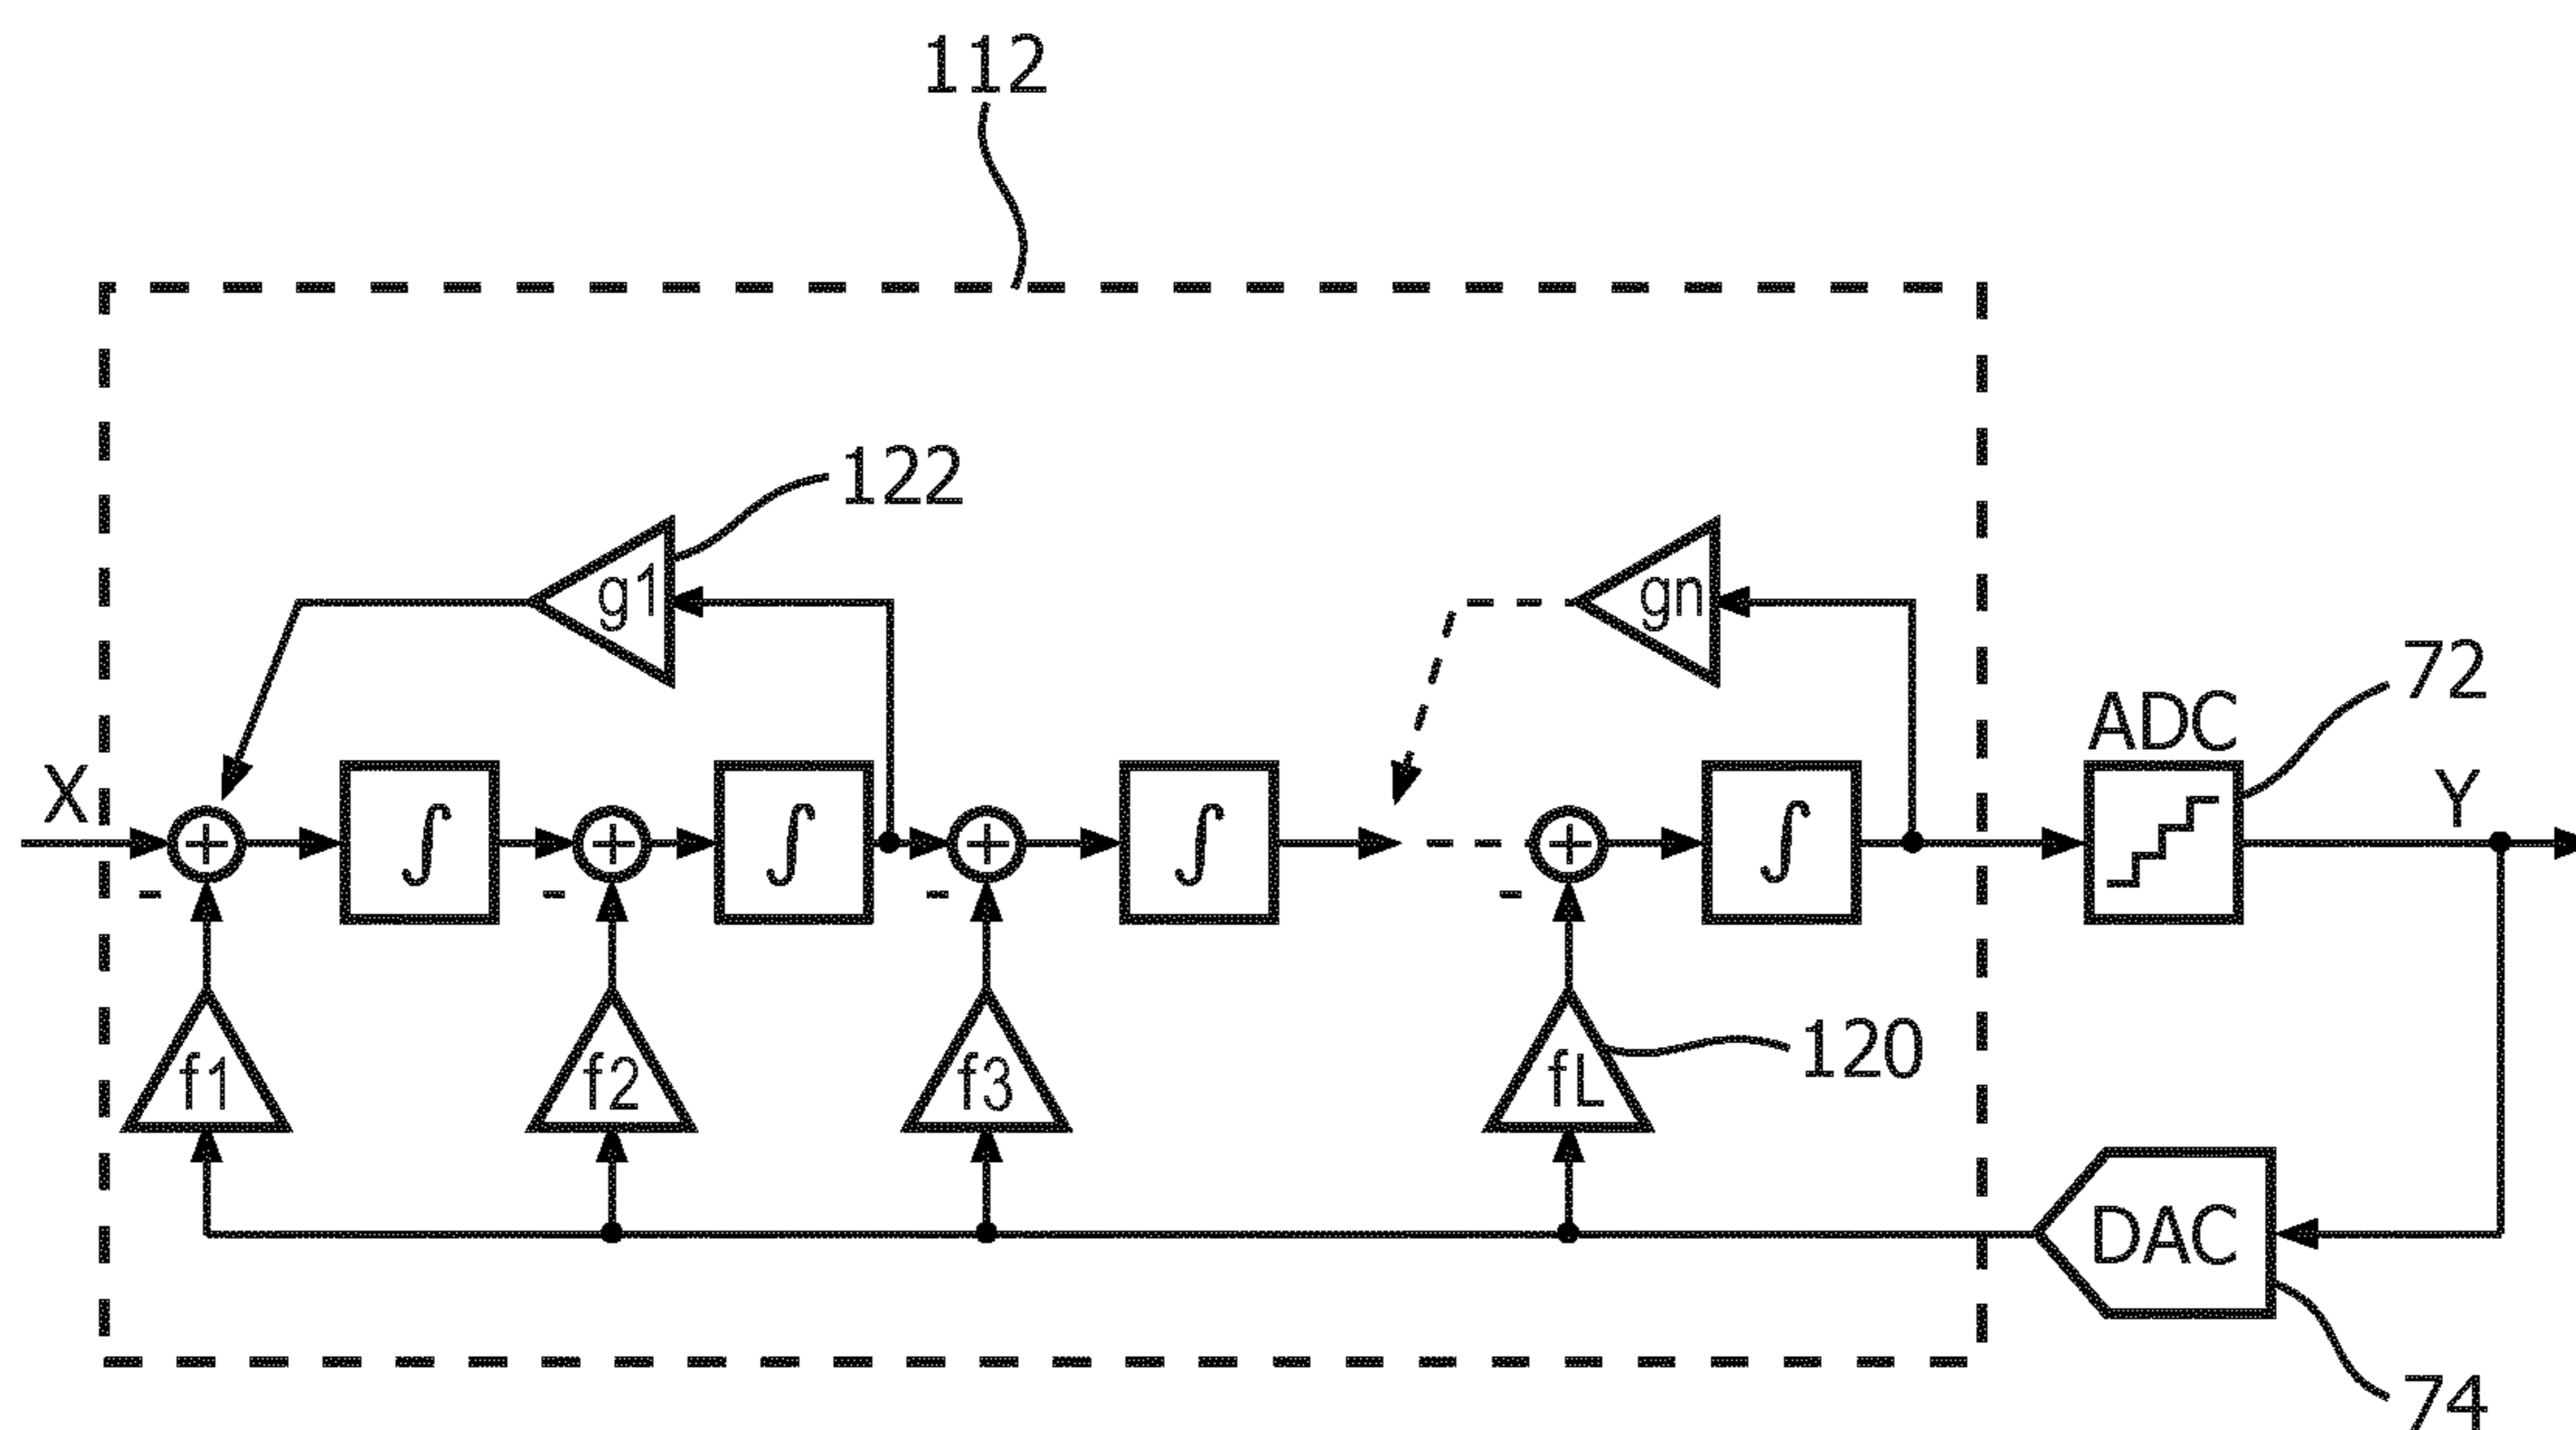 112
122
g1
gn
72
ADC
X
Y
+
∫
+
∫
+
∫
+
∫
-
-
-
-
f1
f2
f3
fL
120
DAC
74